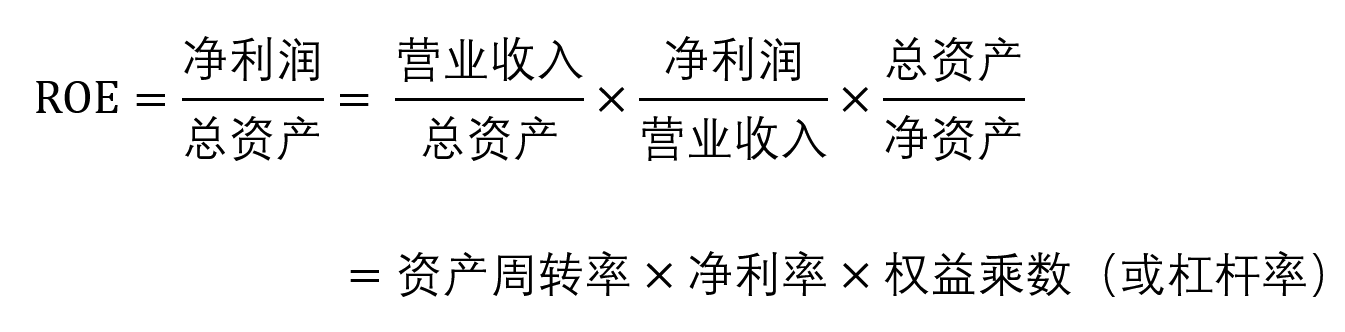 ROE = 净利润/总资产 = 营业收入/总资产 × 净利润/营业收入 × 总资产/净资产
= 资产周转率 × 净利率 × 权益乘数（或杠杆率）